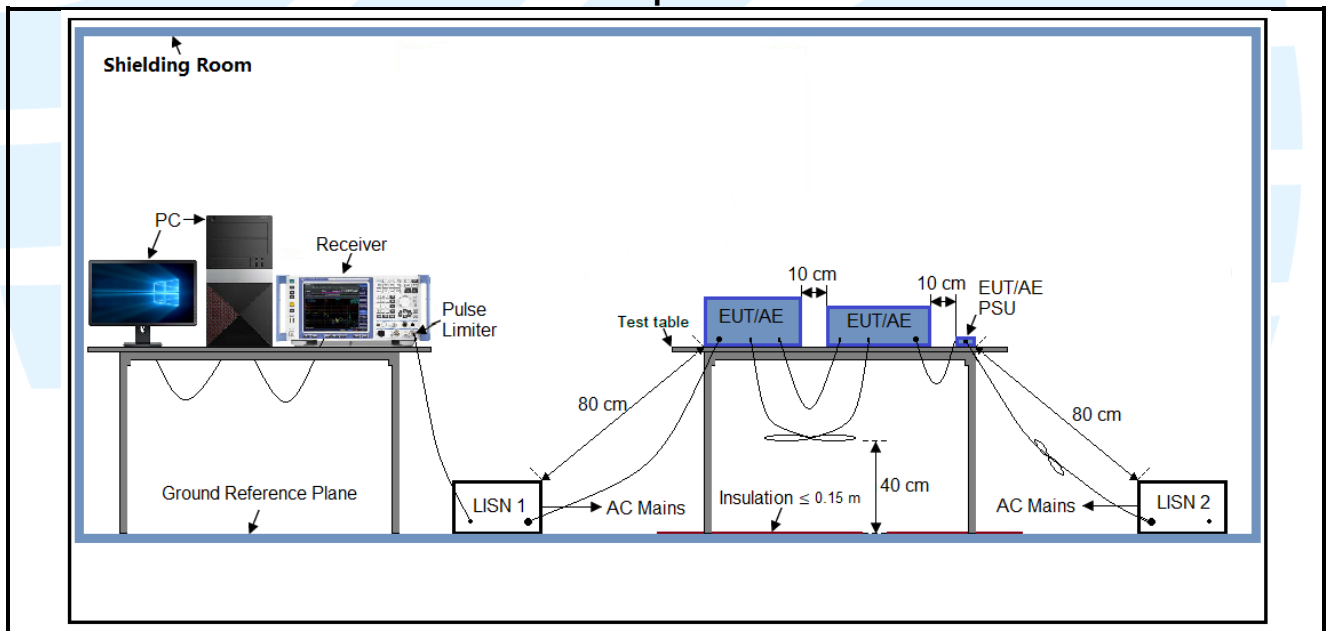 Shielding Room
PC
Receiver
Pulse
Limiter
10 cm
10 cm
EUT/AE
PSU
Test table
EUT/AE
EUT/AE
80 cm
80 cm
40 cm
Ground Reference Plane
LISN 1
AC Mains
Insulation ≤ 0.15 m
AC Mains
LISN 2